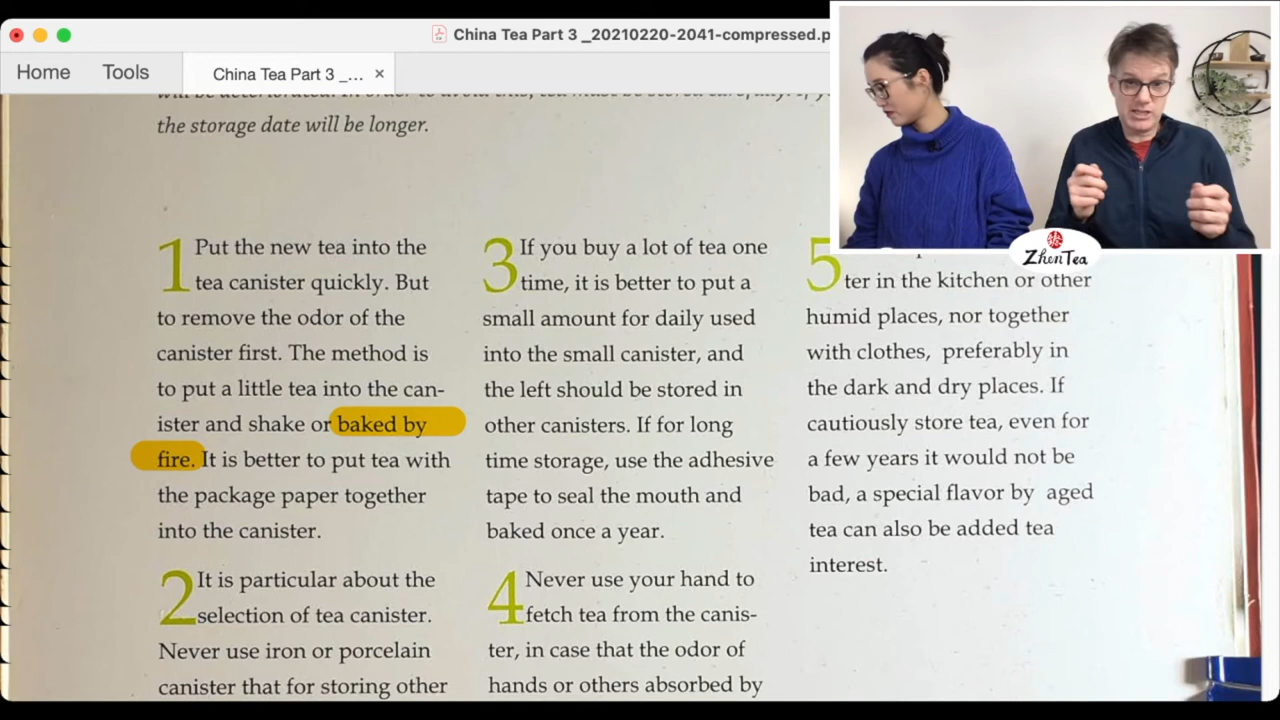 China Tea Part 3 _20210220-2041-compressed.p
Home
Tools
China Tea Part 3 _...
the storage date will be longer.
1 Put the new tea into the
tea canister quickly. But
to remove the odor of the
canister first. The method is
to put a little tea into the can-
ister and shake or baked by
fire. It is better to put tea with
the package paper together
into the canister.
2 It is particular about the
selection of tea canister.
Never use iron or porcelain
canister that for storing other
3 If you buy a lot of tea one
time, it is better to put a
small amount for daily used
into the small canister, and
the left should be stored in
other canisters. If for long
time storage, use the adhesive
tape to seal the mouth and
baked once a year.
4 Never use your hand to
fetch tea from the canis-
ter, in case that the odor of
hands or others absorbed by
5
ter in the kitchen or other
humid places, nor together
with clothes, preferably in
the dark and dry places. If
cautiously store tea, even for
a few years it would not be
bad, a special flavor by aged
tea can also be added tea
interest.
ZhenTea